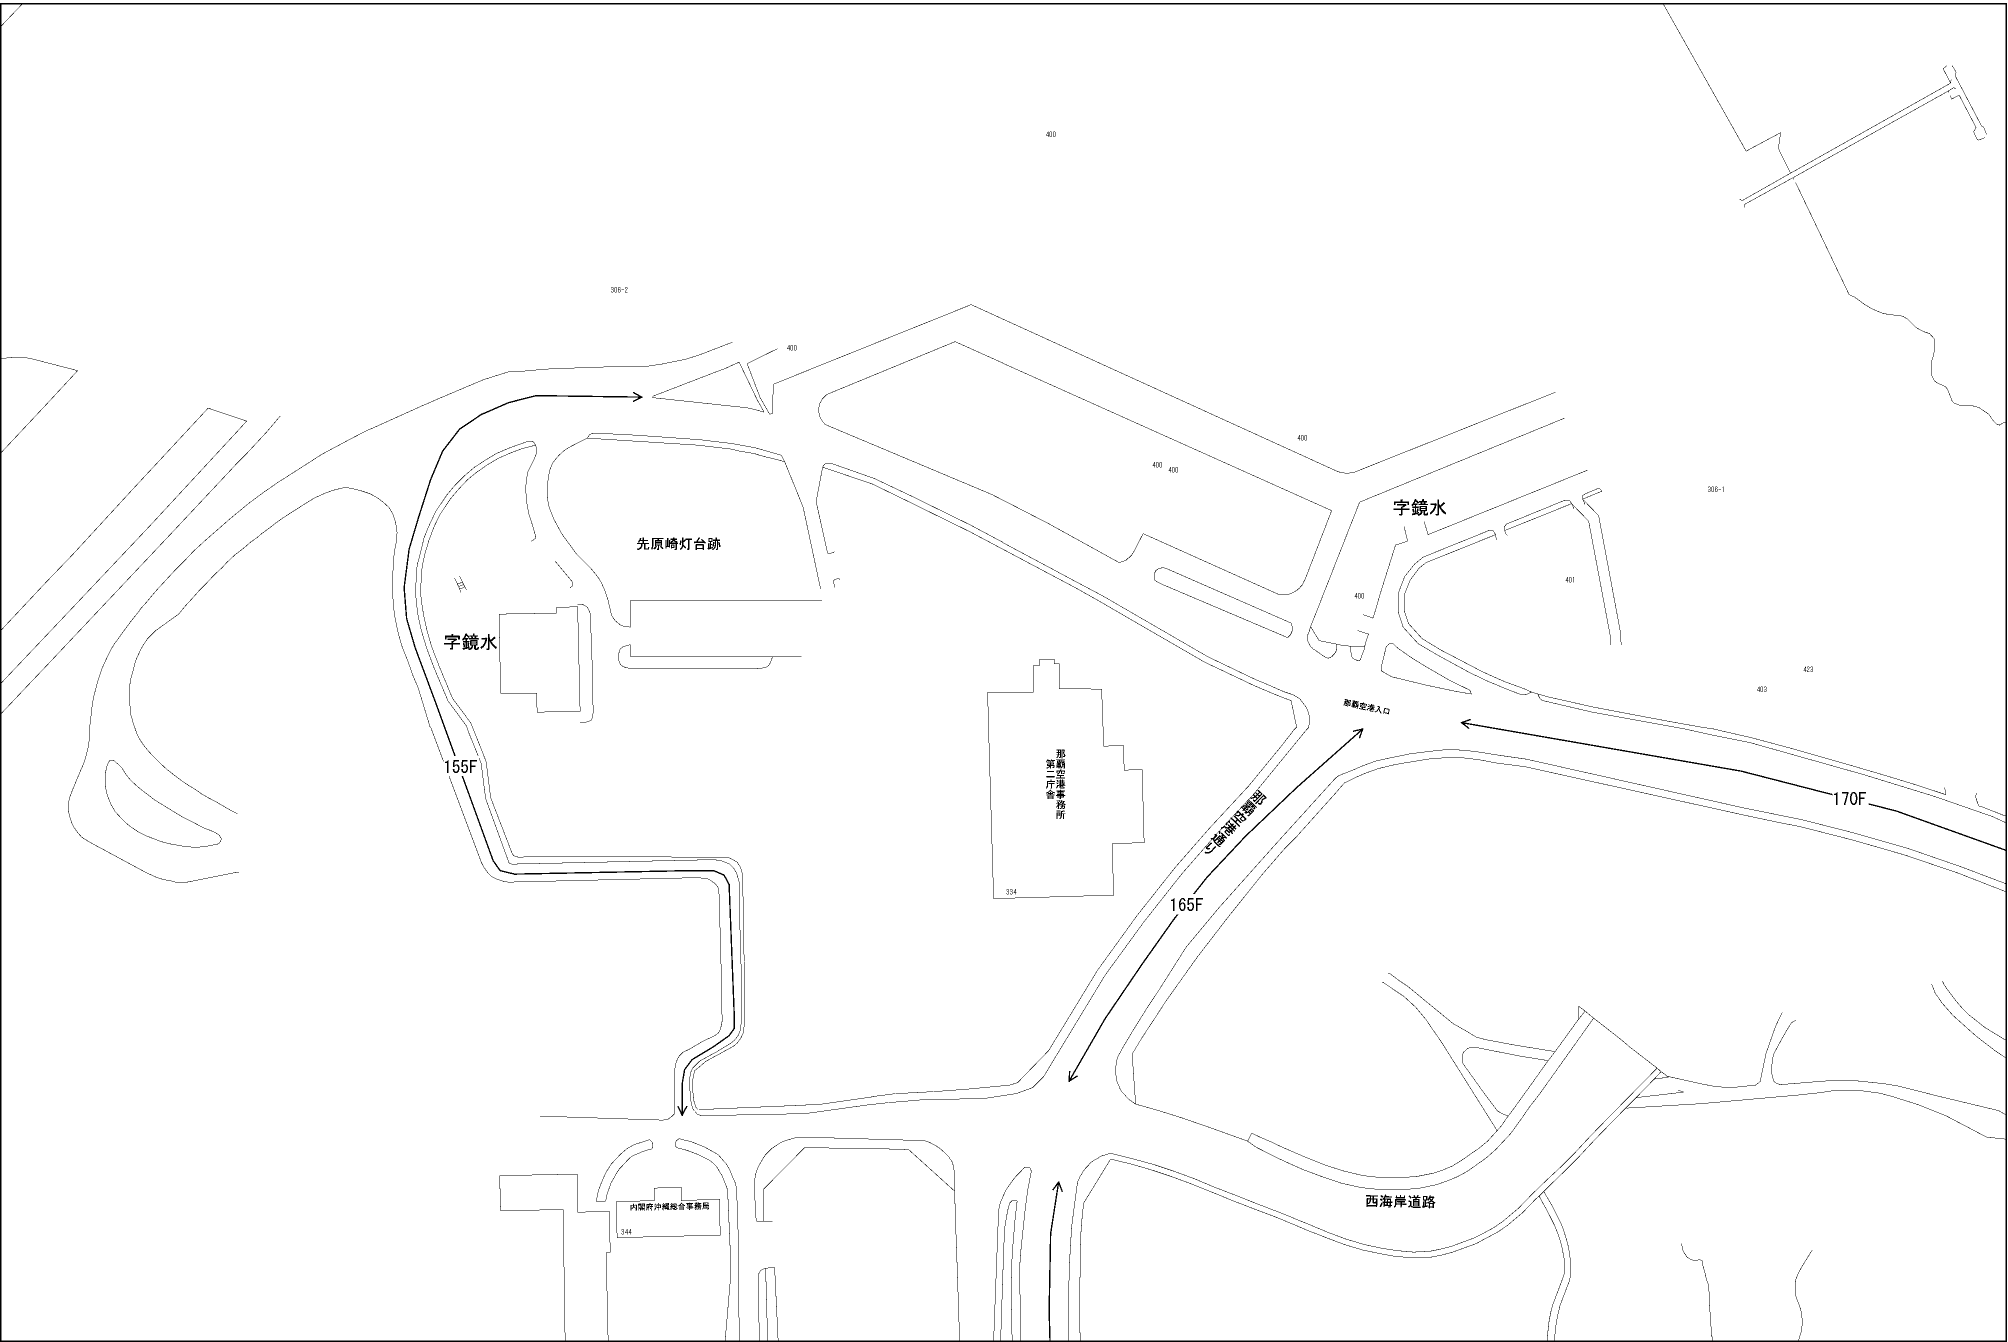 400
306-2
400
400
400
400
字鏡水
306-1
先原崎灯台跡
401
400
字鏡水
423
403
那覇空港入口
155F
那覇空港事務所
第二庁舎
那覇空港通り
170F
334
165F
西海岸道路
内閣府沖縄総合事務局
344